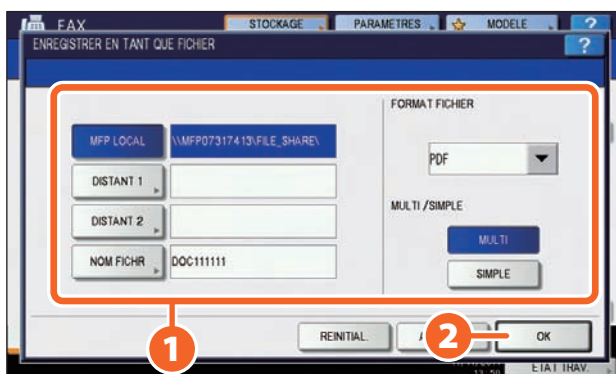 FAX STOCKAGE PARAMETRES MODELE ?
ENREGISTRER EN TANT QUE FICHIER ?
FORMAT FICHIER
MFP LOCAL \\MFP07317413\FILE_SHARE\
PDF
DISTANT 1
MULTI /SIMPLE
DISTANT 2
MULTI
NOM FICHR DOC111111
SIMPLE
1 2
REINITIAL. OK
ETAT TRAV.